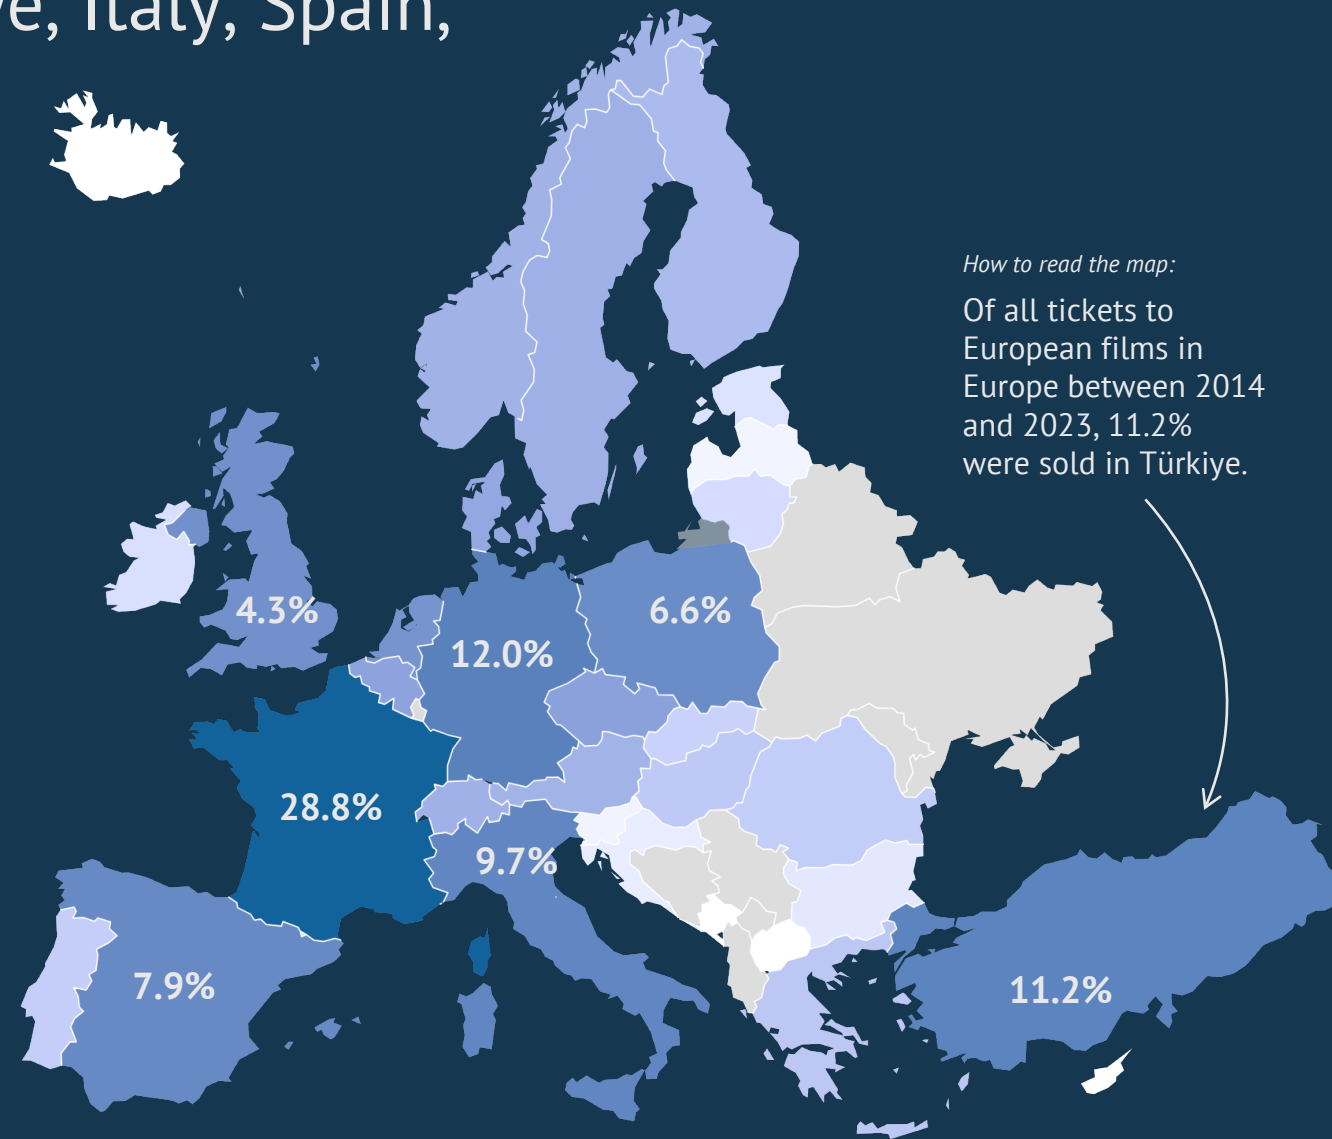 Italy, Spain,
How to read the map:
Of all tickets to
European films in
Europe between 2014
and 2023, 11.2%
were sold in Türkiye.
4.3%
6.6%
12.0%
28.8%
9.7%
7.9%
11.2%